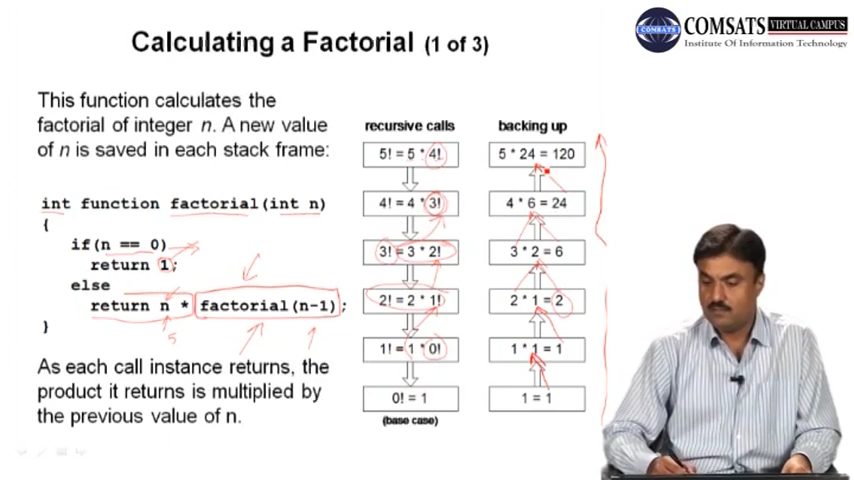 Calculating a Factorial (1 of 3)
COMSATS
COMSATS VIRTUAL CAMPUS
Institute Of Information Technology
This function calculates the
factorial of integer n. A new value
of n is saved in each stack frame:
int function factorial(int n)
{
if(n == 0)
return 1;
else
return n * factorial(n-1);
}
5
As each call instance returns, the
product it returns is multiplied by
the previous value of n.
recursive calls
5! = 5 * 4!
4! = 4 * 3!
3! = 3 * 2!
2! = 2 * 1!
1! = 1 * 0!
0! = 1
(base case)
backing up
5 * 24 = 120
4 * 6 = 24
3 * 2 = 6
2 * 1 = 2
1 * 1 = 1
1 = 1